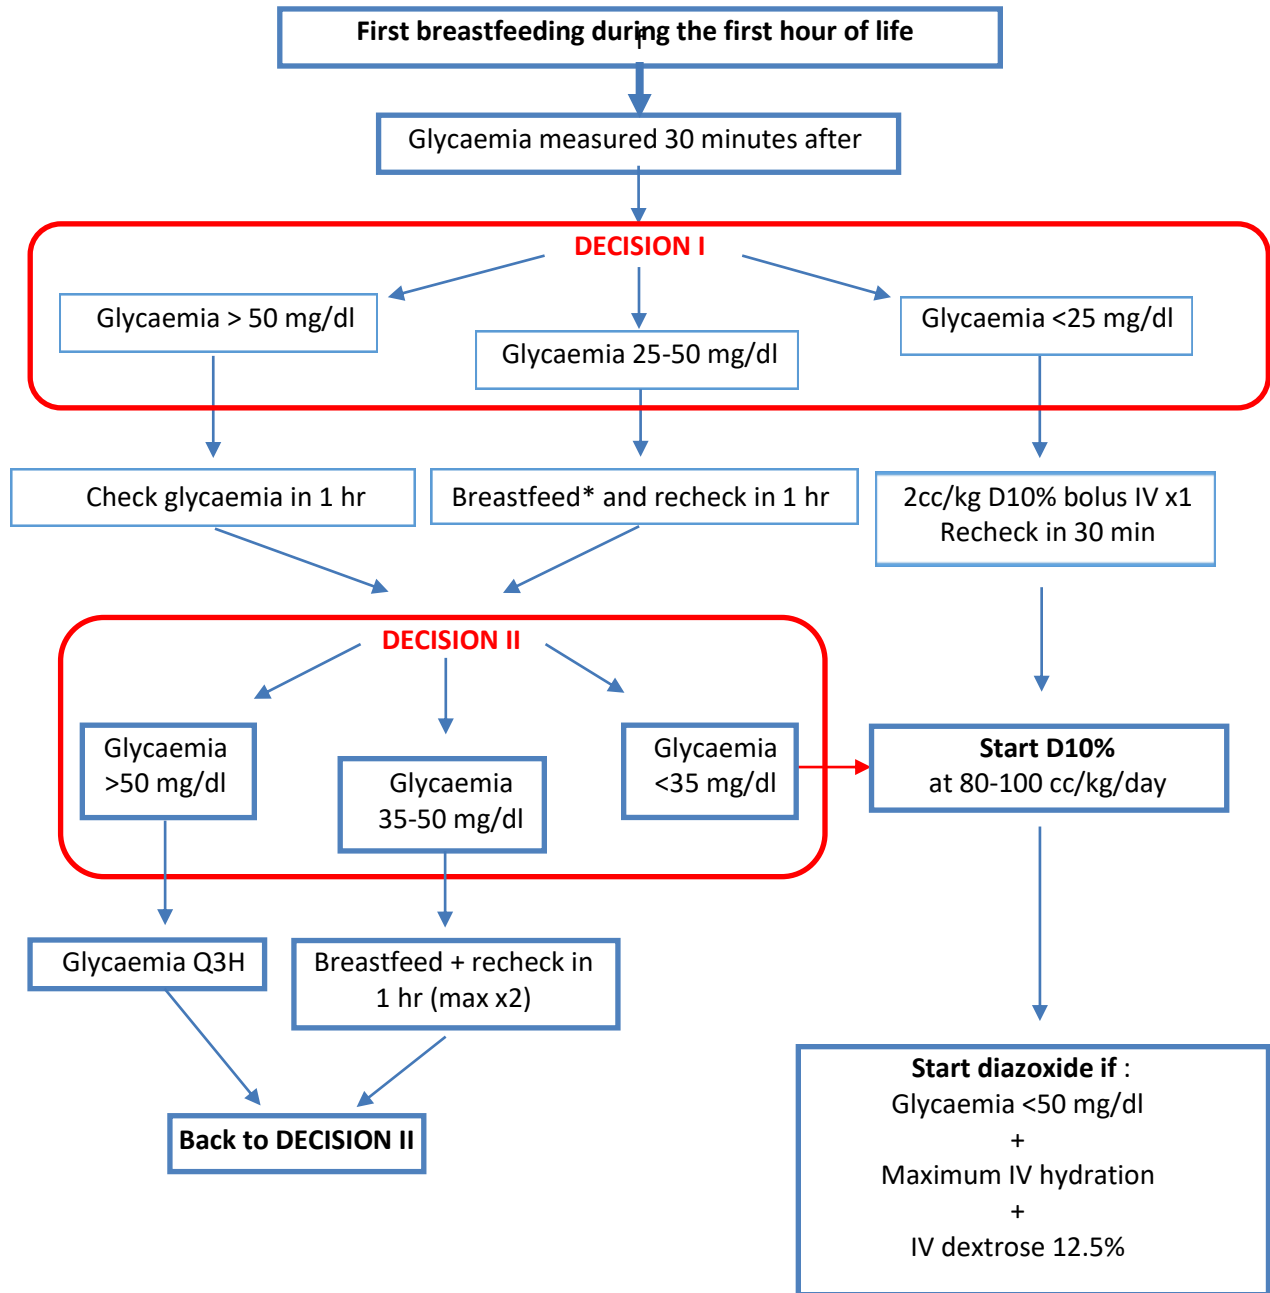 First breastfeeding during the first hour of life
Glycaemia measured 30 minutes after
DECISION I
Glycaemia > 50 mg/dl
Glycaemia 25-50 mg/dl
Glycaemia <25 mg/dl
Check glycaemia in 1 hr
Breastfeed* and recheck in 1 hr
2cc/kg D10% bolus IV x1
Recheck in 30 min
DECISION II
Glycaemia
>50 mg/dl
Glycaemia
35-50 mg/dl
Glycaemia
<35 mg/dl
Start D10%
at 80-100 cc/kg/day
Glycaemia Q3H
Breastfeed + recheck in
1 hr (max x2)
Back to DECISION II
Start diazoxide if :
Glycaemia <50 mg/dl
+
Maximum IV hydration
+
IV dextrose 12.5%